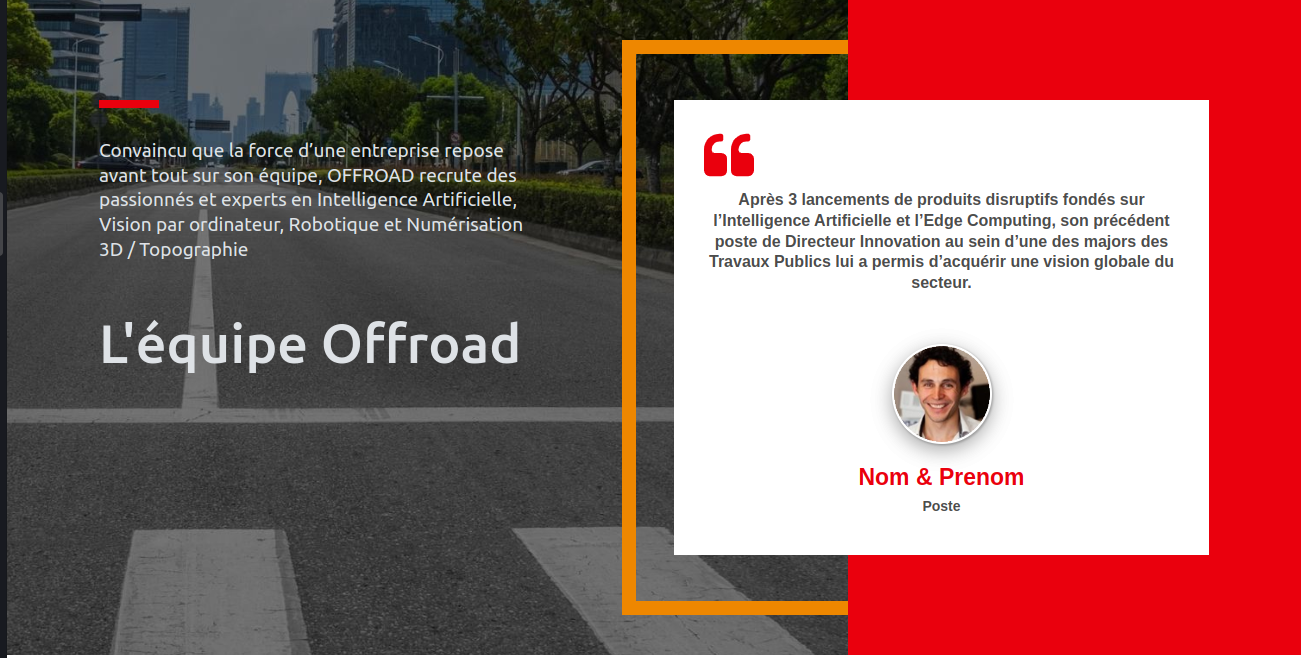 Convaincu que la force d’une entreprise repose
avant tout sur son équipe, OFFROAD recrute des
passionnés et experts en Intelligence Artificielle,
Vision par ordinateur, Robotique et Numérisation
3D / Topographie
L'équipe Offroad
Après 3 lancements de produits disruptifs fondés sur
l’Intelligence Artificielle et l’Edge Computing, son précédent
poste de Directeur Innovation au sein d’une des majors des
Travaux Publics lui a permis d’acquérir une vision globale du
secteur.
Nom & Prenom
Poste